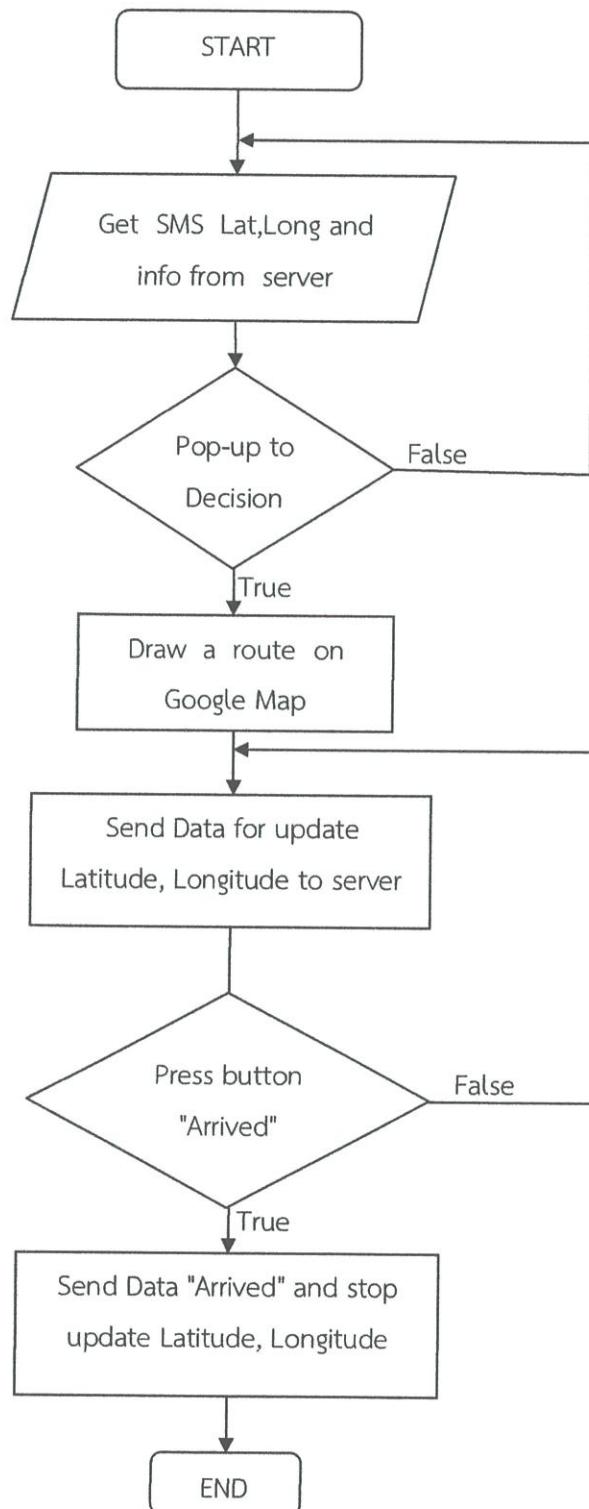 START
Get SMS Lat,Long and
info from server
Pop-up to
Decision
False
True
Draw a route on
Google Map
Send Data for update
Latitude, Longitude to server
Press button
"Arrived"
False
True
Send Data "Arrived" and stop
update Latitude, Longitude
END